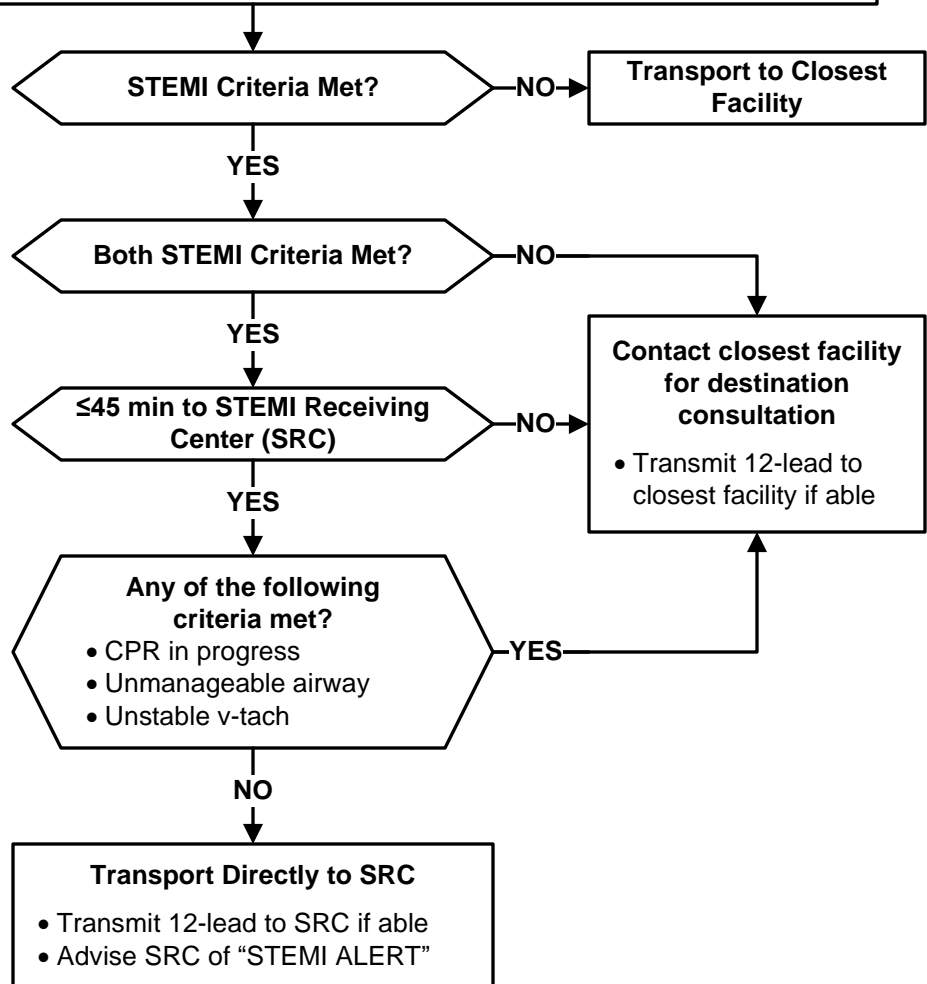 STEMI Criteria Met?
NO
Transport to Closest
Facility
YES
Both STEMI Criteria Met?
NO
YES
Contact closest facility
for destination
consultation
• Transmit 12-lead to
closest facility if able
≤45 min to STEMI Receiving
Center (SRC)
NO
YES
Any of the following
criteria met?
• CPR in progress
• Unmanageable airway
• Unstable v-tach
YES
NO
Transport Directly to SRC
• Transmit 12-lead to SRC if able
• Advise SRC of “STEMI ALERT”